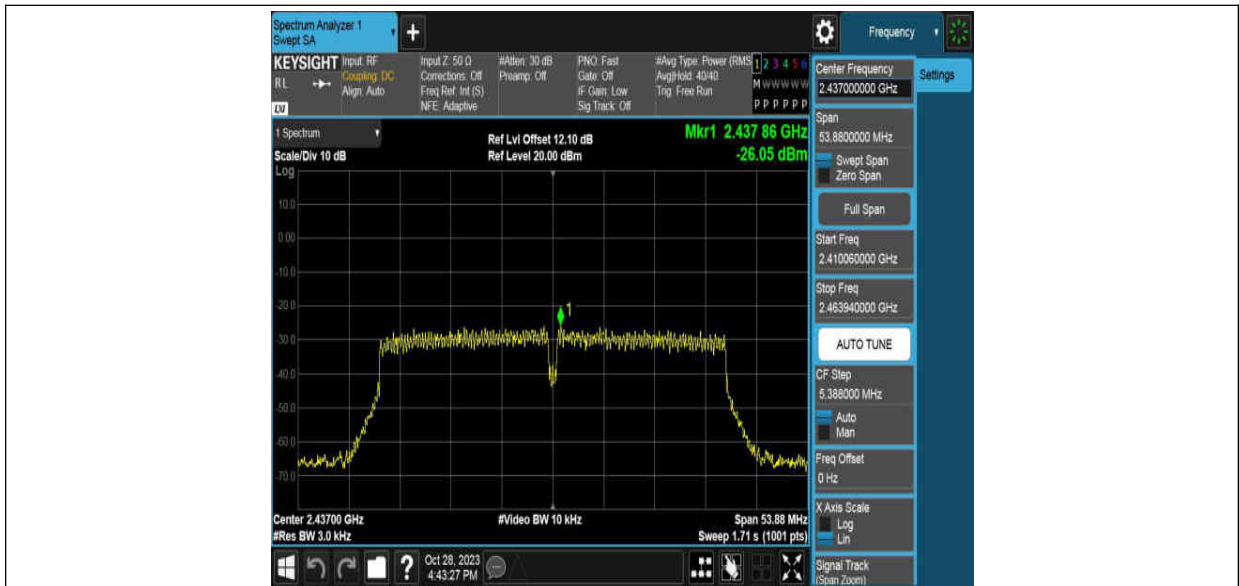 Spectrum Analyzer 1
Swept SA
+
Frequency
KEYSIGHT
RL
LXI
Input: RF
Coupling: DC
Align: Auto
Input Z: 50 Ω
Corrections: Off
Freq Ref: Int (S)
NFE: Adaptive
#Atten: 30 dB
Preamp: Off
PNO: Fast
Gate: Off
IF Gain: Low
Sig Track: Off
#Avg Type: Power (RMS
Avg|Hold: 40/40
Trig: Free Run
1 2 3 4 5 6
M W W W W W
P P P P P P
1 Spectrum
Scale/Div 10 dB
Log
Ref Lvl Offset 12.10 dB
Ref Level 20.00 dBm
Mkr1 2.437 86 GHz
-26.05 dBm
10.0
0.00
-10.0
-20.0
-30.0
-40.0
-50.0
-60.0
-70.0
1
Center 2.43700 GHz
#Res BW 3.0 kHz
#Video BW 10 kHz
Span 53.88 MHz
Sweep 1.71 s (1001 pts)
?
Oct 28, 2023
4:43:27 PM
Center Frequency
2.437000000 GHz
Settings
Span
53.8800000 MHz
Swept Span
Zero Span
Full Span
Start Freq
2.410060000 GHz
Stop Freq
2.463940000 GHz
AUTO TUNE
CF Step
5.388000 MHz
Auto
Man
Freq Offset
0 Hz
X Axis Scale
Log
Lin
Signal Track
(Span Zoom)